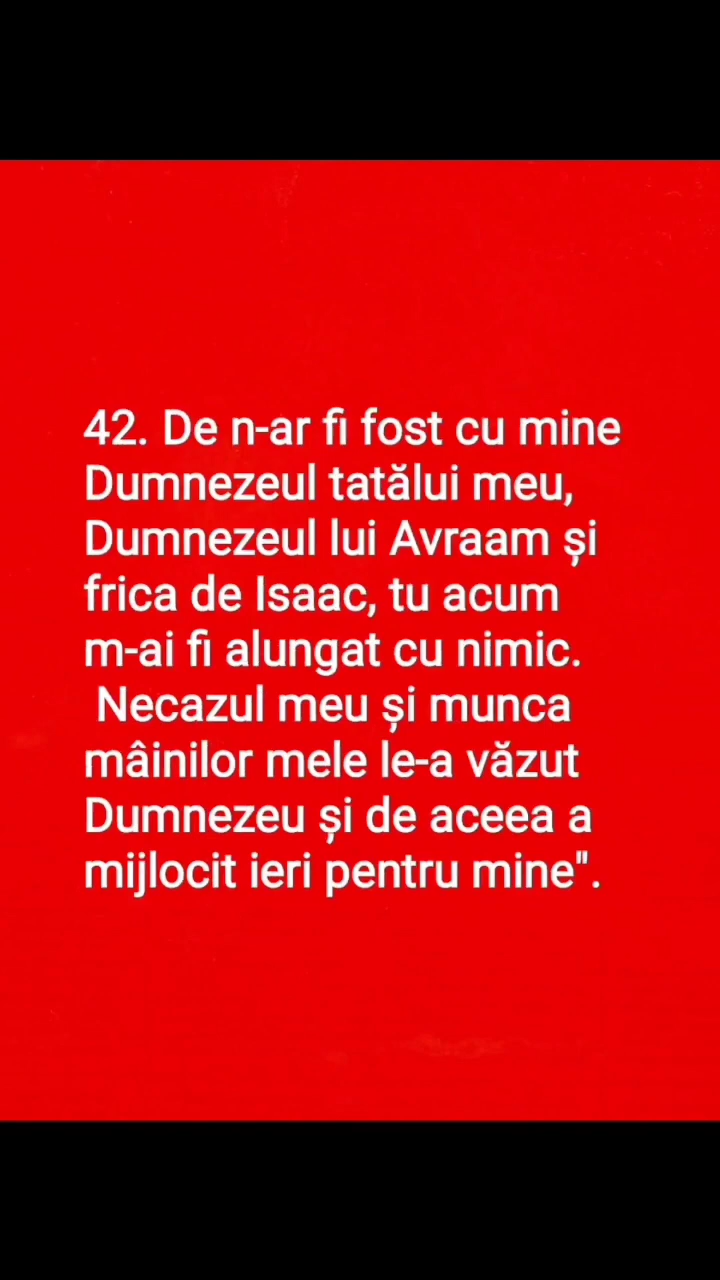 42. De n-ar fi fost cu mine
Dumnezeul tatălui meu,
Dumnezeul lui Avraam și
frica de Isaac, tu acum
m-ai fi alungat cu nimic.
Necazul meu și munca
mâinilor mele le-a văzut
Dumnezeu și de aceea a
mijlocit ieri pentru mine".